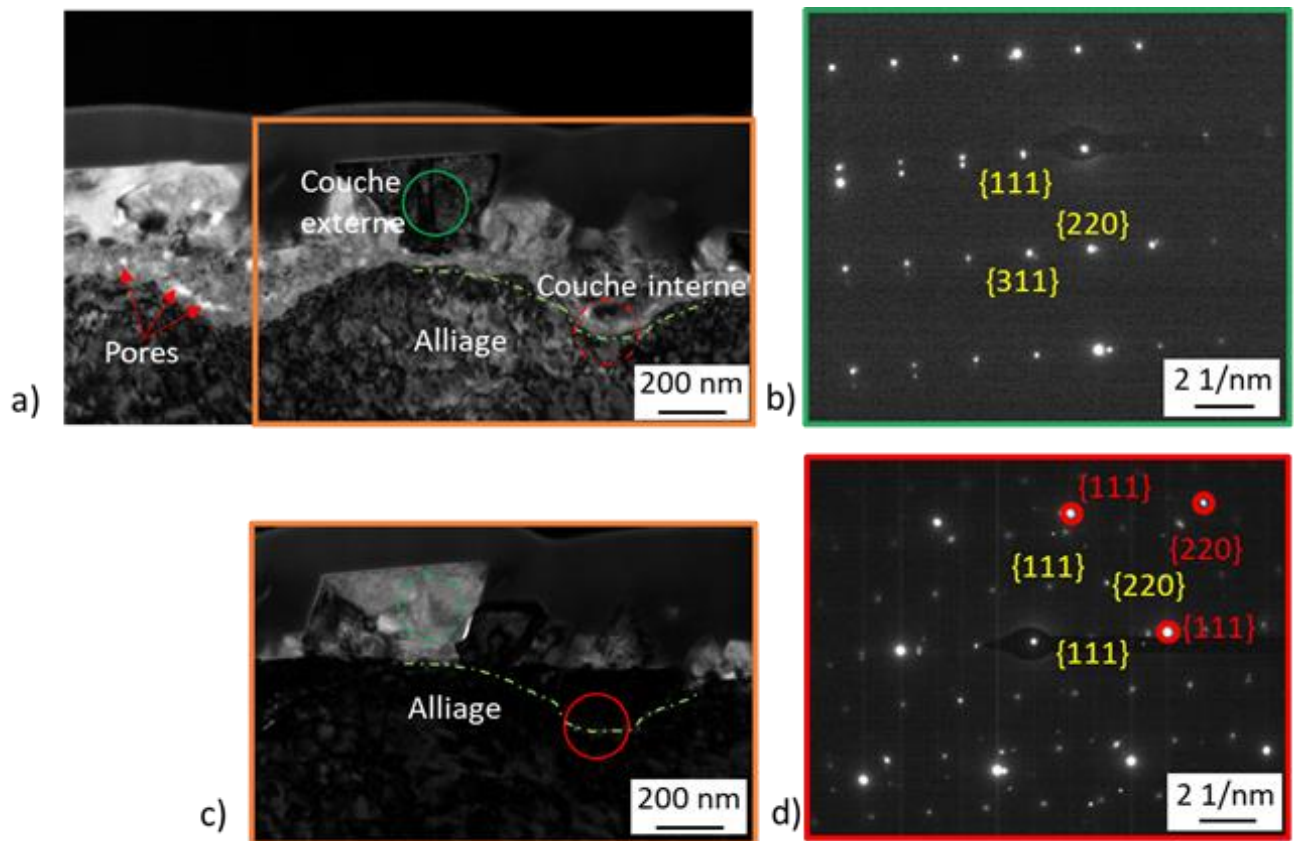 Couche
externe
Couche interne
Alliage
Pores
200 nm
a)
{111}
{220}
{311}
2 1/nm
b)
Alliage
200 nm
c)
{111}
{220}
{111}
{220}
{111}
{111}
2 1/nm
d)